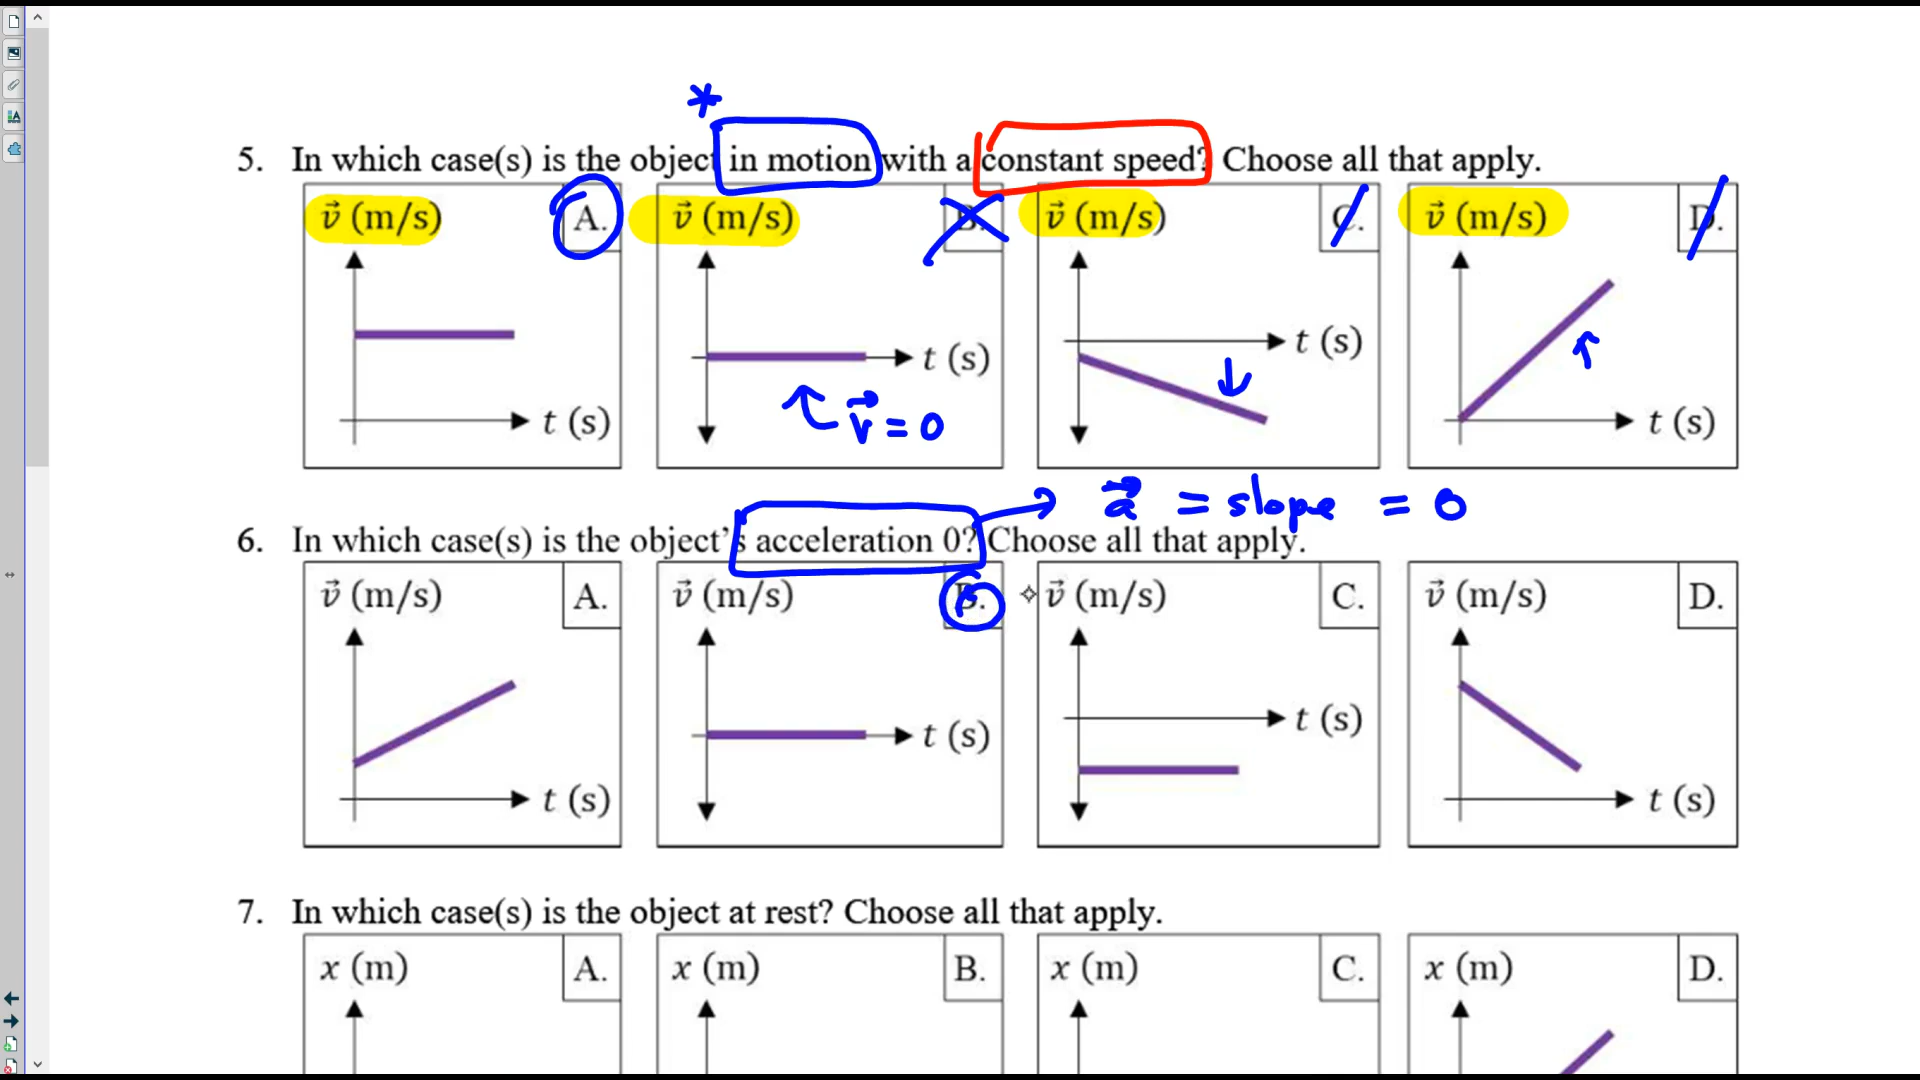 *
5. In which case(s) is the object in motion with a constant speed? Choose all that apply.
v⃗ (m/s) A. v⃗ (m/s) B. v⃗ (m/s) C. v⃗ (m/s) D.
t (s) t (s) t (s) t (s)
v⃗ = 0
a⃗ = slope = 0
6. In which case(s) is the object's acceleration 0? Choose all that apply.
v⃗ (m/s) A. v⃗ (m/s) B. v⃗ (m/s) C. v⃗ (m/s) D.
t (s) t (s) t (s) t (s)
7. In which case(s) is the object at rest? Choose all that apply.
x (m) A. x (m) B. x (m) C. x (m) D.